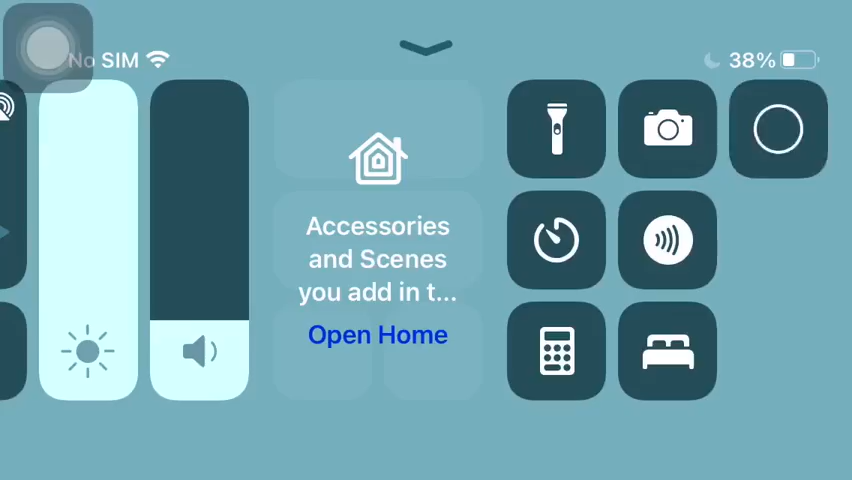 No SIM
38%
Accessories
and Scenes
you add in t...
Open Home